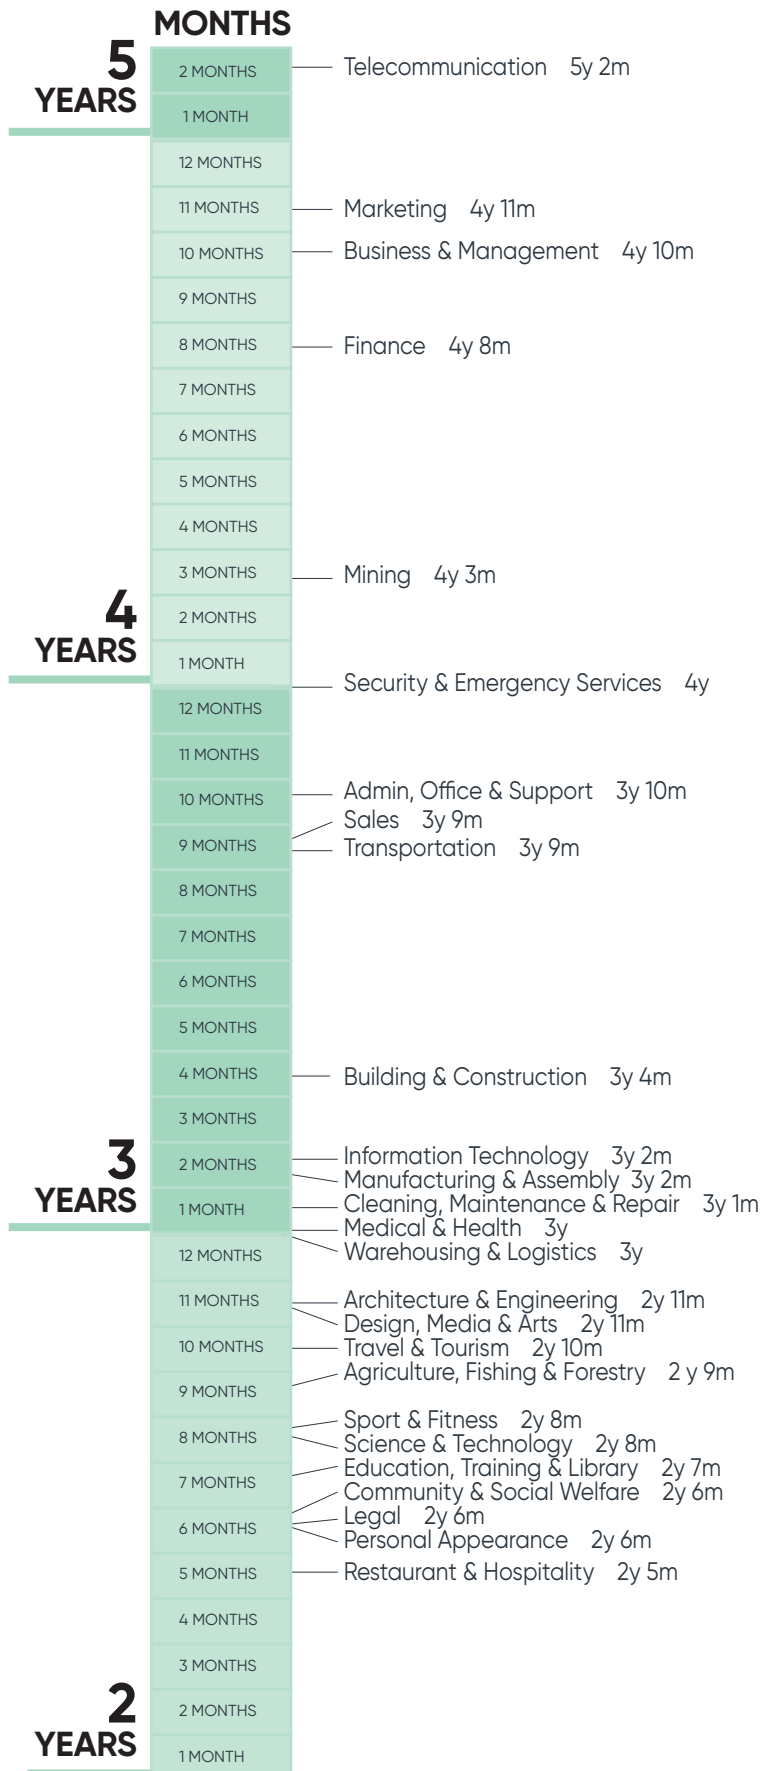 MONTHS
5
YEARS
2 MONTHS
Telecommunication 5y 2m
1 MONTH
12 MONTHS
11 MONTHS
Marketing 4y 11m
10 MONTHS
Business & Management 4y 10m
9 MONTHS
8 MONTHS
Finance 4y 8m
7 MONTHS
6 MONTHS
5 MONTHS
4 MONTHS
3 MONTHS
Mining 4y 3m
4
YEARS
2 MONTHS
1 MONTH
Security & Emergency Services 4y
12 MONTHS
11 MONTHS
10 MONTHS
Admin, Office & Support 3y 10m
Sales 3y 9m
9 MONTHS
Transportation 3y 9m
8 MONTHS
7 MONTHS
6 MONTHS
5 MONTHS
4 MONTHS
Building & Construction 3y 4m
3 MONTHS
3
YEARS
2 MONTHS
Information Technology 3y 2m
Manufacturing & Assembly 3y 2m
1 MONTH
Cleaning, Maintenance & Repair 3y 1m
Medical & Health 3y
12 MONTHS
Warehousing & Logistics 3y
11 MONTHS
Architecture & Engineering 2y 11m
Design, Media & Arts 2y 11m
10 MONTHS
Travel & Tourism 2y 10m
Agriculture, Fishing & Forestry 2 y 9m
9 MONTHS
Sport & Fitness 2y 8m
8 MONTHS
Science & Technology 2y 8m
Education, Training & Library 2y 7m
7 MONTHS
Community & Social Welfare 2y 6m
Legal 2y 6m
6 MONTHS
Personal Appearance 2y 6m
5 MONTHS
Restaurant & Hospitality 2y 5m
4 MONTHS
3 MONTHS
2
YEARS
2 MONTHS
1 MONTH